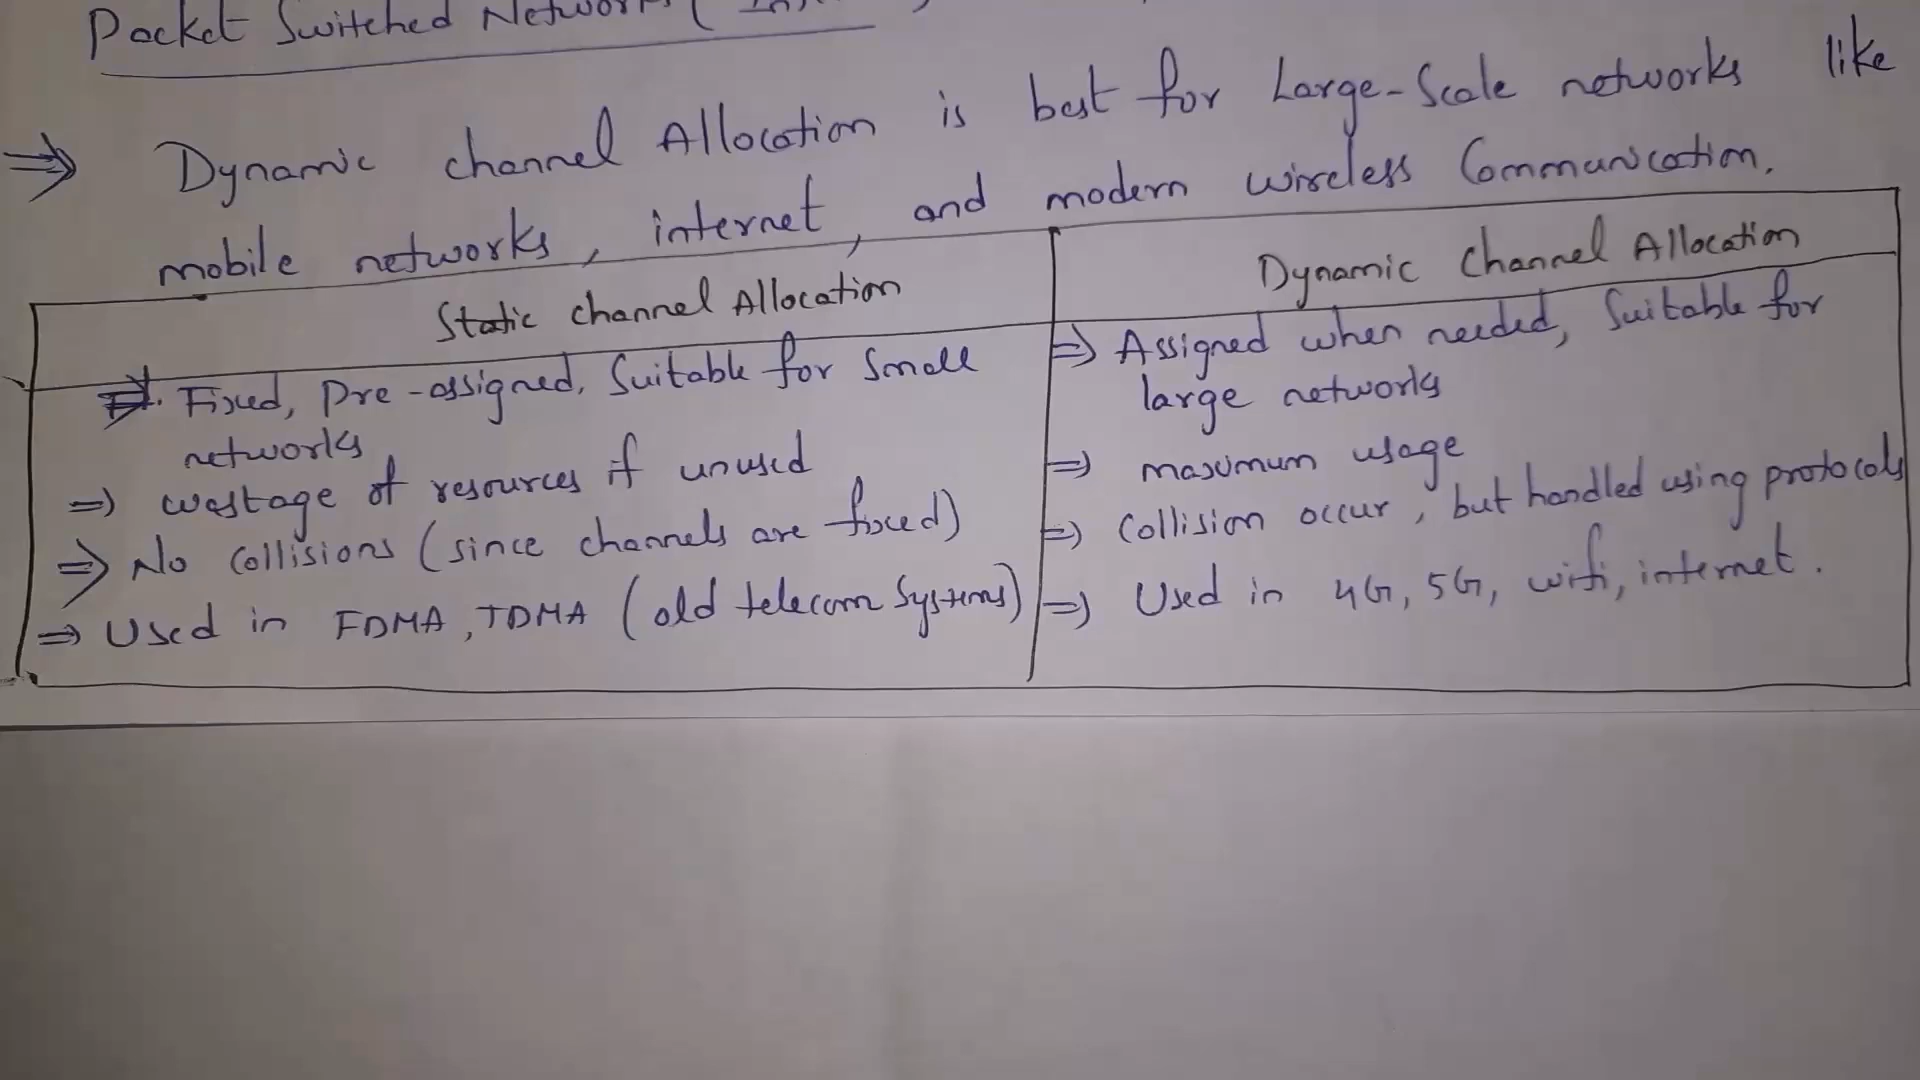 Packet Switched Networks (
⇒ Dynamic channel Allocation is best for Large-Scale networks like
mobile networks, internet, and modern wireless Communication.
Static channel Allocation
Fixed, Pre-assigned, Suitable for Small
networks
⇒ wastage of resources if unused
⇒ No Collisions (since channels are fixed)
⇒ Used in FDMA, TDMA (old telecom Systems)
Dynamic Channel Allocation
⇒ Assigned when needed, Suitable for
large networks
⇒ maximum usage
⇒ Collision occur, but handled using protocals
⇒ Used in 4G, 5G, wifi, internet.